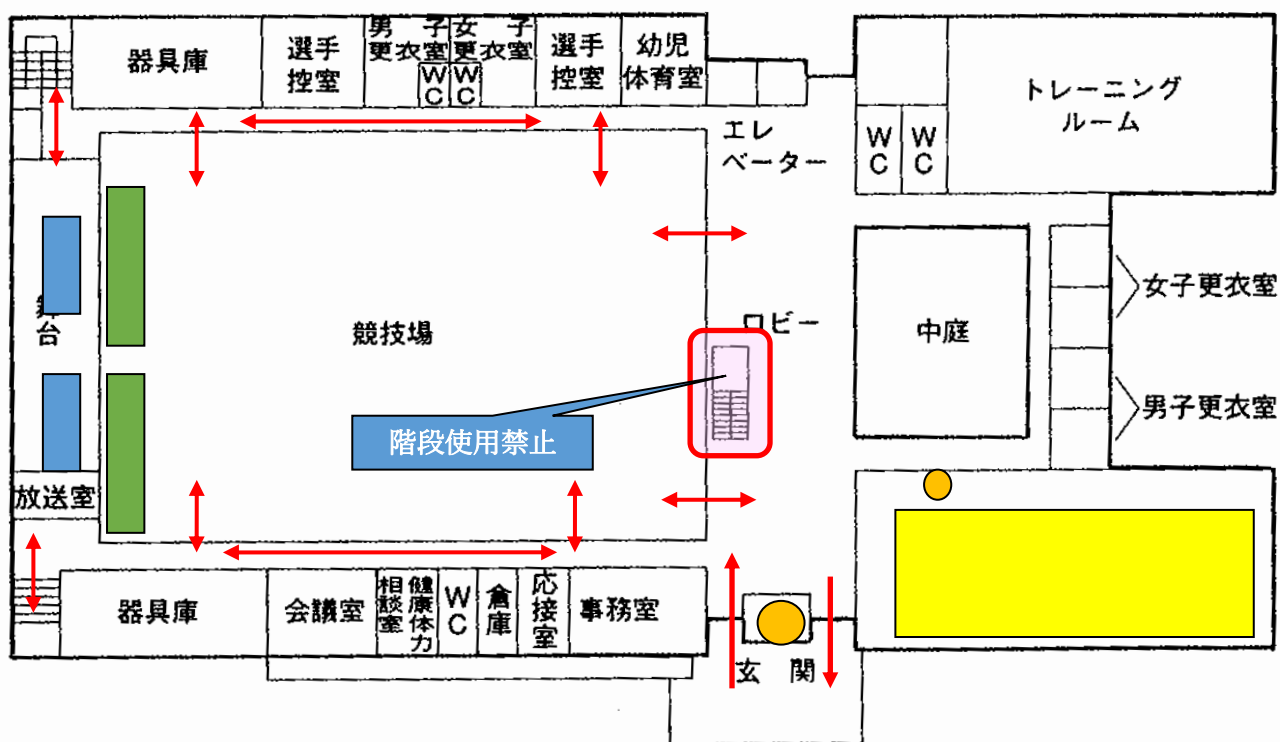 器具庫
選手
控室
男子
更衣室
WC
女子
更衣室
WC
選手
控室
幼児
体育室
エレ
ベーター
WC
WC
トレーニング
ルーム
台
競技場
ロビー
中庭
女子更衣室
男子更衣室
階段使用禁止
放送室
器具庫
会議室
健康体力
相談室
WC
倉庫
応接室
事務室
玄関